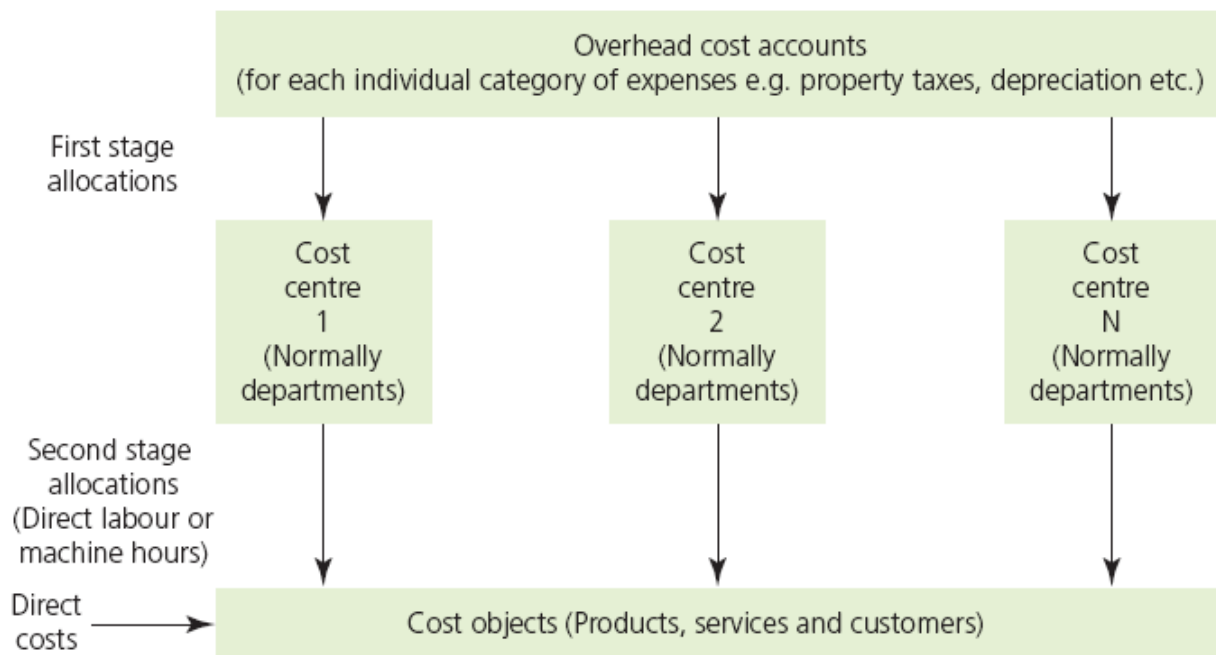 Overhead cost accounts
(for each individual category of expenses e.g. property taxes, depreciation etc.)
First stage
allocations
Cost
centre
1
(Normally
departments)
Cost
centre
2
(Normally
departments)
Cost
centre
N
(Normally
departments)
Second stage
allocations
(Direct labour or
machine hours)
Direct
costs
Cost objects (Products, services and customers)